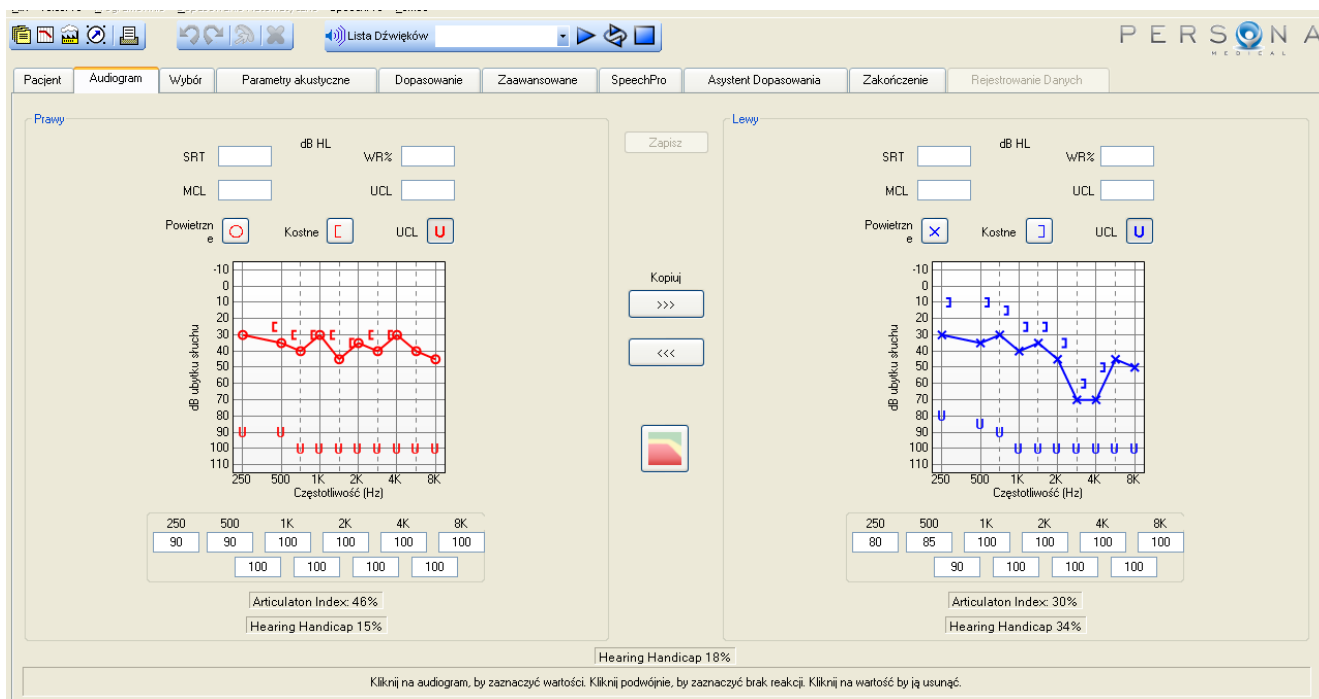 Lista Dźwięków
PERSONA
MEDICAL
Pacjent Audiogram Wybór Parametry akustyczne Dopasowanie Zaawansowane SpeechPro Asystent Dopasowania Zakończenie Rejestrowanie Danych
Prawy
dB HL
SRT WR%
MCL UCL
Powietrzn
e
Kostne [ UCL U
-10
0
10
20
30
40
50
60
70
80
90
100
110
dB ubytku słuchu
250 500 1K 2K 4K 8K
Częstotliwość (Hz)
250 500 1K 2K 4K 8K
90 90 100 100 100 100
100 100 100 100
Articulaton Index: 46%
Hearing Handicap 15%
Zapisz
Kopiuj
>>>
<<<
Lewy
dB HL
SRT WR%
MCL UCL
Powietrzn
e
Kostne ] UCL U
-10
0
10
20
30
40
50
60
70
80
90
100
110
dB ubytku słuchu
250 500 1K 2K 4K 8K
Częstotliwość (Hz)
250 500 1K 2K 4K 8K
80 85 100 100 100 100
90 100 100 100
Articulaton Index: 30%
Hearing Handicap 34%
Hearing Handicap 18%
Kliknij na audiogram, by zaznaczyć wartości. Kliknij podwójnie, by zaznaczyć brak reakcji. Kliknij na wartość by ją usunąć.